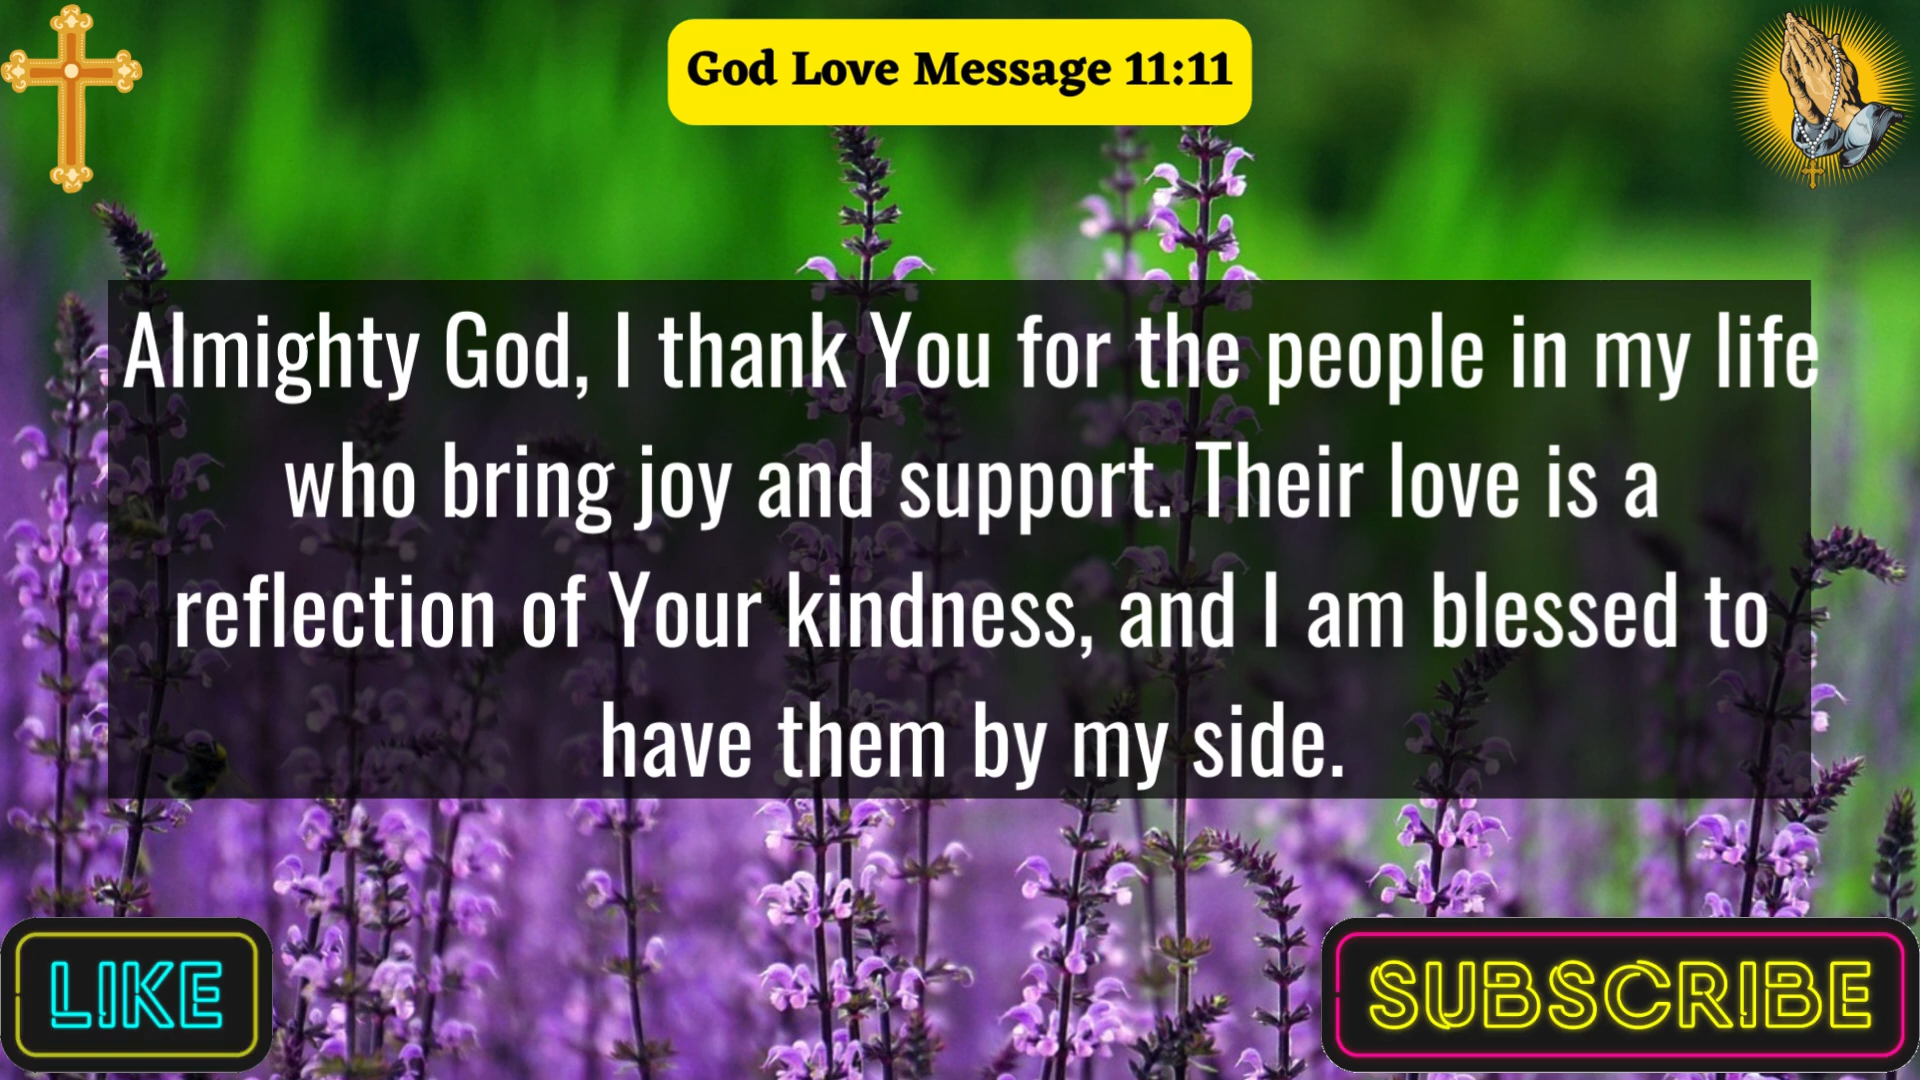 God Love Message 11:11
Almighty God, I thank You for the people in my life
who bring joy and support. Their love is a
reflection of Your kindness, and I am blessed to
have them by my side.
LIKE
SUBSCRIBE